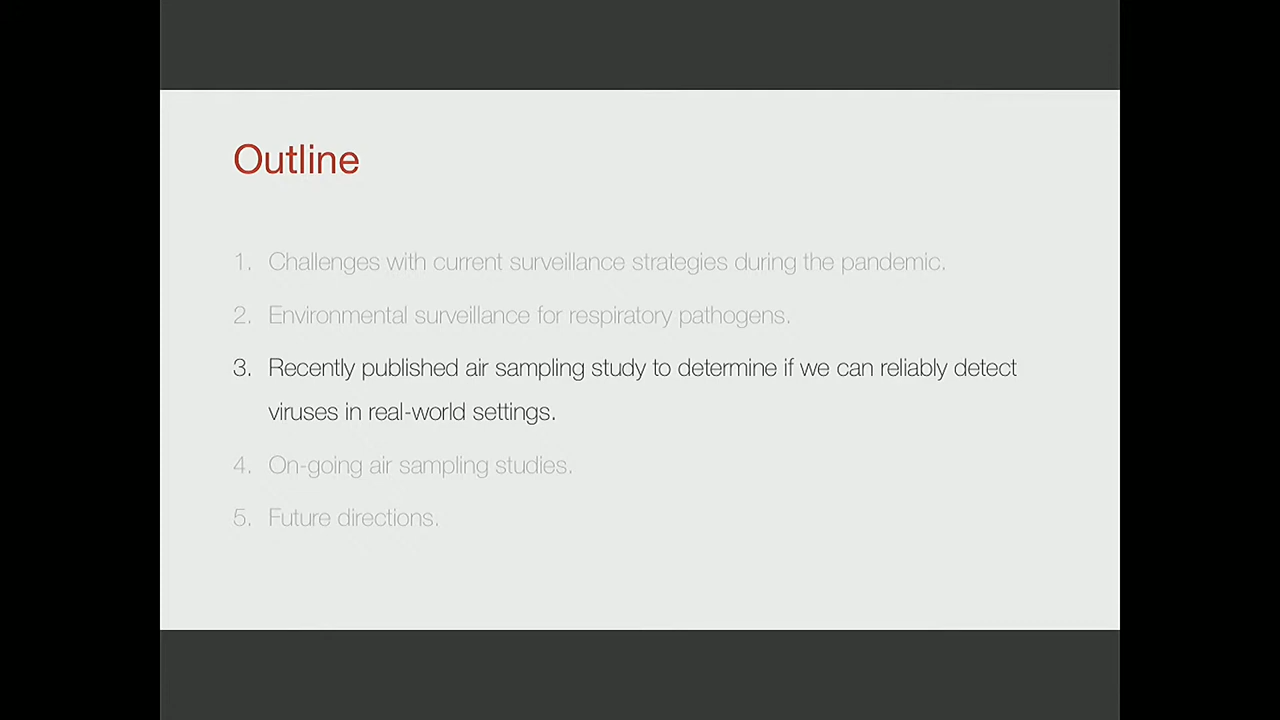 Outline
1. Challenges with current surveillance strategies during the pandemic.
2. Environmental surveillance for respiratory pathogens.
3. Recently published air sampling study to determine if we can reliably detect
viruses in real-world settings.
4. On-going air sampling studies.
5. Future directions.